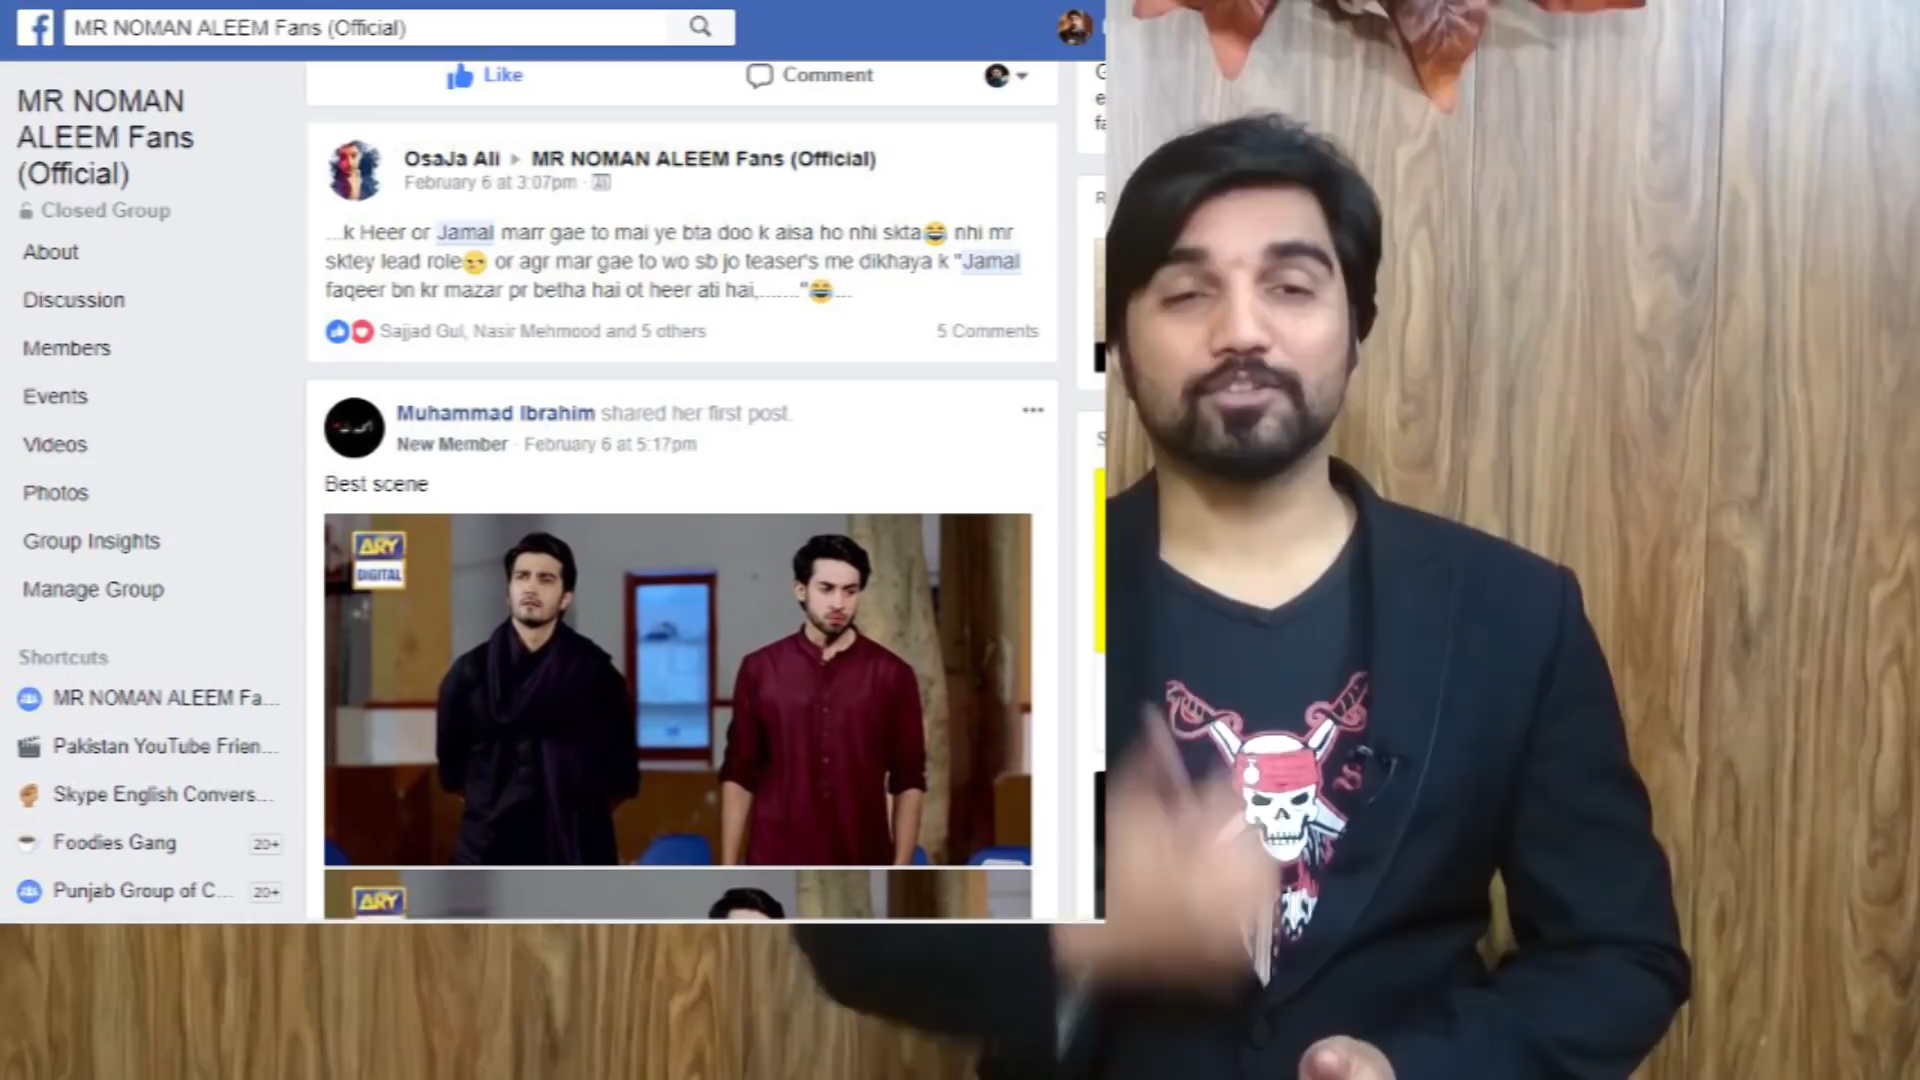 MR NOMAN ALEEM Fans (Official)
MR NOMAN
ALEEM Fans
(Official)
Closed Group
About
Discussion
Members
Events
Videos
Photos
Group Insights
Manage Group
Shortcuts
MR NOMAN ALEEM Fa...
Pakistan YouTube Frien...
Skype English Convers...
Foodies Gang 20+
Punjab Group of C... 20+
Like Comment
OsaJa Ali ▸ MR NOMAN ALEEM Fans (Official)
February 6 at 3:07pm ·
...k Heer or Jamal marr gae to mai ye bta doo k aisa ho nhi skta😂 nhi mr
sktey lead role😒 or agr mar gae to wo sb jo teaser's me dikhaya k "Jamal
faqeer bn kr mazar pr betha hai ot heer ati hai,......."😂...
Sajjad Gul, Nasir Mehmood and 5 others 5 Comments
Muhammad Ibrahim shared her first post.
New Member · February 6 at 5:17pm
Best scene
ARY
DIGITAL
ARY